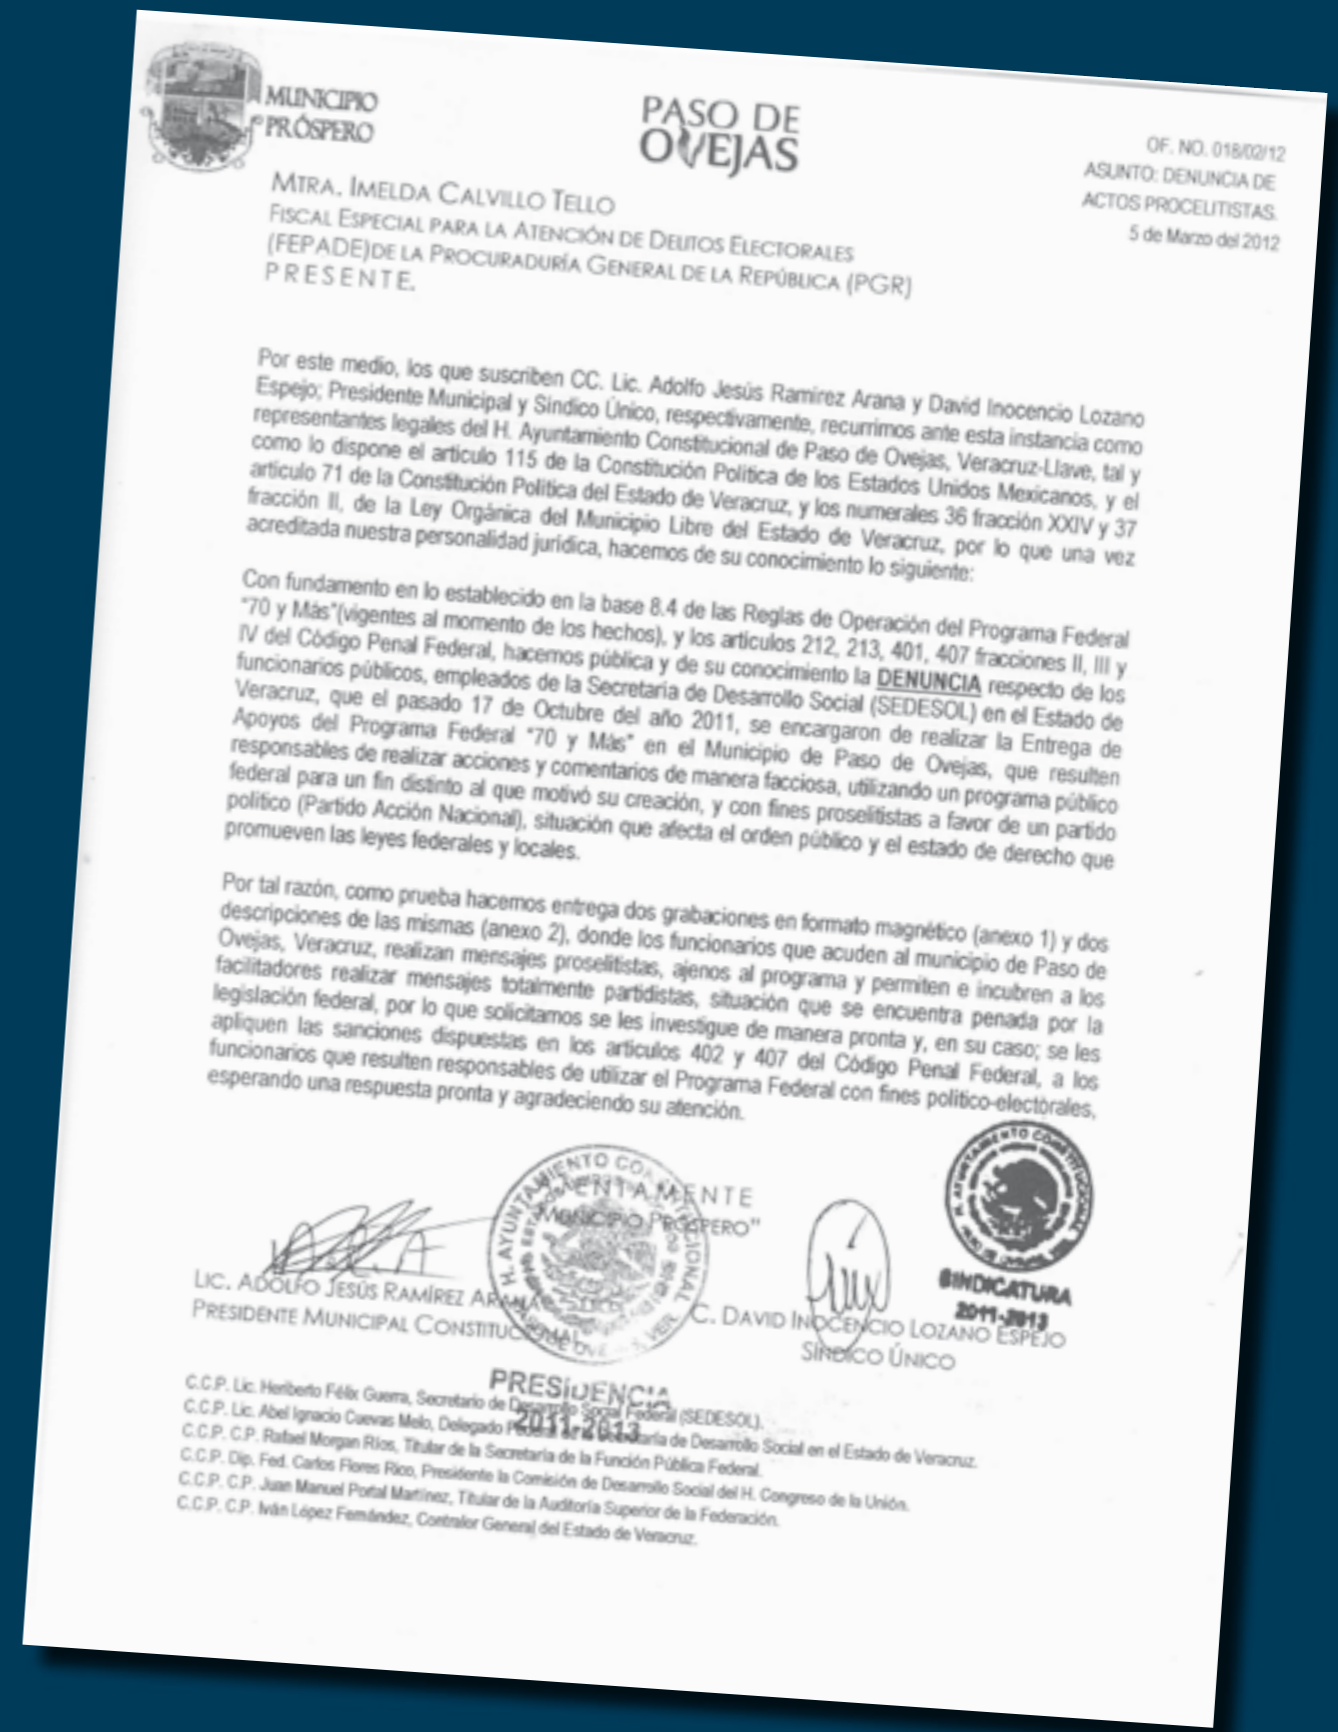 MUNICIPIO
PRÓSPERO
PASO DE
OVEJAS
OF. NO. 018/02/12
ASUNTO: DENUNCIA DE
ACTOS PROCELITISTAS.
5 de Marzo del 2012
MTRA. IMELDA CALVILLO TELLO
FISCAL ESPECIAL PARA LA ATENCIÓN DE DELITOS ELECTORALES
(FEPADE)DE LA PROCURADURÍA GENERAL DE LA REPÚBLICA (PGR)
P R E S E N T E.
Por este medio, los que suscriben CC. Lic. Adolfo Jesús Ramírez Arana y David Inocencio Lozano
Espejo; Presidente Municipal y Síndico Único, respectivamente, recurrimos ante esta instancia como
representantes legales del H. Ayuntamiento Constitucional de Paso de Ovejas, Veracruz-Llave, tal y
como lo dispone el artículo 115 de la Constitución Política de los Estados Unidos Mexicanos, y el
artículo 71 de la Constitución Política del Estado de Veracruz, y los numerales 36 fracción XXIV y 37
fracción II, de la Ley Orgánica del Municipio Libre del Estado de Veracruz, por lo que una vez
acreditada nuestra personalidad jurídica, hacemos de su conocimiento lo siguiente:
Con fundamento en lo establecido en la base 8.4 de las Reglas de Operación del Programa Federal
"70 y Más"(vigentes al momento de los hechos), y los artículos 212, 213, 401, 407 fracciones II, III y
IV del Código Penal Federal, hacemos pública y de su conocimiento la DENUNCIA respecto de los
funcionarios públicos, empleados de la Secretaría de Desarrollo Social (SEDESOL) en el Estado de
Veracruz, que el pasado 17 de Octubre del año 2011, se encargaron de realizar la Entrega de
Apoyos del Programa Federal "70 y Más" en el Municipio de Paso de Ovejas, que resulten
responsables de realizar acciones y comentarios de manera facciosa, utilizando un programa público
federal para un fin distinto al que motivó su creación, y con fines proselitistas a favor de un partido
político (Partido Acción Nacional), situación que afecta el orden público y el estado de derecho que
promueven las leyes federales y locales.
Por tal razón, como prueba hacemos entrega dos grabaciones en formato magnético (anexo 1) y dos
descripciones de las mismas (anexo 2), donde los funcionarios que acuden al municipio de Paso de
Ovejas, Veracruz, realizan mensajes proselitistas, ajenos al programa y permiten e incubren a los
facilitadores realizar mensajes totalmente partidistas, situación que se encuentra penada por la
legislación federal, por lo que solicitamos se les investigue de manera pronta y, en su caso; se les
apliquen las sanciones dispuestas en los artículos 402 y 407 del Código Penal Federal, a los
funcionarios que resulten responsables de utilizar el Programa Federal con fines político-electorales,
esperando una respuesta pronta y agradeciendo su atención.
A T E N T A M E N T E
"MUNICIPIO PRÓSPERO"
H. AYUNTAMIENTO CONSTITUCIONAL
H. AYUNTAMIENTO CONSTITUCIONAL
SINDICATURA
2011-2013
LIC. ADOLFO JESÚS RAMÍREZ ARANA
PRESIDENTE MUNICIPAL CONSTITUCIONAL
C. DAVID INOCENCIO LOZANO ESPEJO
SÍNDICO ÚNICO
PRESIDENCIA
2011-2013
C.C.P. Lic. Heriberto Félix Guerra, Secretario de Desarrollo Social Federal (SEDESOL).
C.C.P. Lic. Abel Ignacio Cuevas Melo, Delegado Federal de la Secretaría de Desarrollo Social en el Estado de Veracruz.
C.C.P. C.P. Rafael Morgan Ríos, Titular de la Secretaría de la Función Pública Federal.
C.C.P. Dip. Fed. Carlos Flores Rico, Presidente la Comisión de Desarrollo Social del H. Congreso de la Unión.
C.C.P. C.P. Juan Manuel Portal Martínez, Titular de la Auditoría Superior de la Federación.
C.C.P. C.P. Iván López Fernández, Contralor General del Estado de Veracruz.